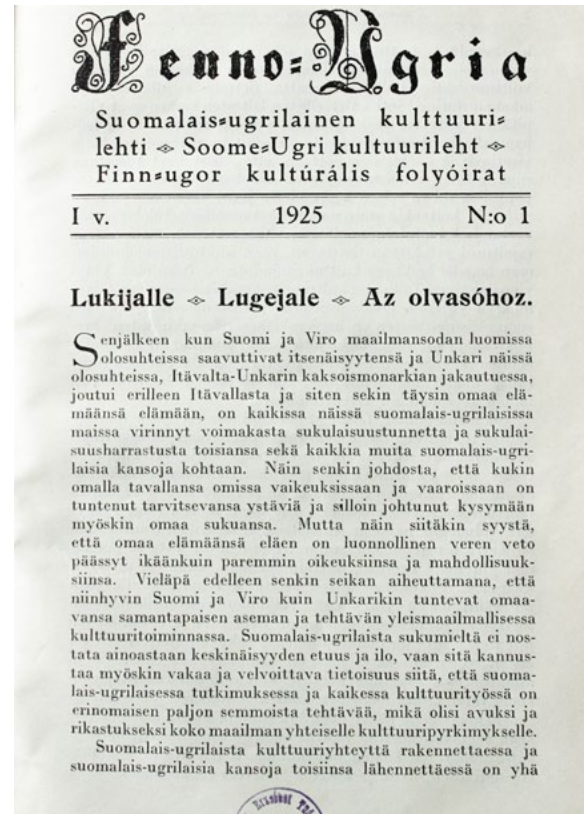 Fenno-Ugria
Suomalais-ugrilainen kulttuuri-
lehti Soome-Ugri kultuurileht
Finn-ugor kultúrális folyóirat
I v. 1925 N:o 1
Lukijalle Lugejale Az olvasóhoz.
Senjälkeen kun Suomi ja Viro maailmansodan luomissa
olosuhteissa saavuttivat itsenäisyytensä ja Unkari näissä
olosuhteissa, Itävalta-Unkarin kaksoismonarkian jakautuessa,
joutui erilleen Itävallasta ja siten sekin täysin omaa elä-
määnsä elämään, on kaikissa näissä suomalais-ugrilaisissa
maissa virinnyt voimakasta sukulaisuustunnetta ja sukulai-
suusharrastusta toisiansa sekä kaikkia muita suomalais-ugri-
laisia kansoja kohtaan. Näin senkin johdosta, että kukin
omalla tavallansa omissa vaikeuksissaan ja vaaroissaan on
tuntenut tarvitsevansa ystäviä ja silloin johtunut kysymään
myöskin omaa sukuansa. Mutta näin siitäkin syystä,
että omaa elämäänsä eläen on luonnollinen veren veto
päässyt ikäänkuin paremmin oikeuksiinsa ja mahdollisuuk-
siinsa. Vieläpä edelleen senkin seikan aiheuttamana, että
niinhyvin Suomi ja Viro kuin Unkarikin tuntevat omaa-
vansa samantapaisen aseman ja tehtävän yleismaailmallisessa
kulttuuritoiminnassa. Suomalais-ugrilaista sukumieltä ei nos-
tata ainoastaan keskinäisyyden etuus ja ilo, vaan sitä kannus-
taa myöskin vakaa ja velvoittava tietoisuus siitä, että suoma-
lais-ugrilaisessa tutkimuksessa ja kaikessa kulttuurityössä on
erinomaisen paljon semmoista tehtävää, mikä olisi avuksi ja
rikastukseksi koko maailman yhteiselle kulttuuripyrkimykselle.
Suomalais-ugrilaista kulttuuriyhteyttä rakennettaessa ja
suomalais-ugrilaisia kansoja toisiinsa lähennettäessä on yhä